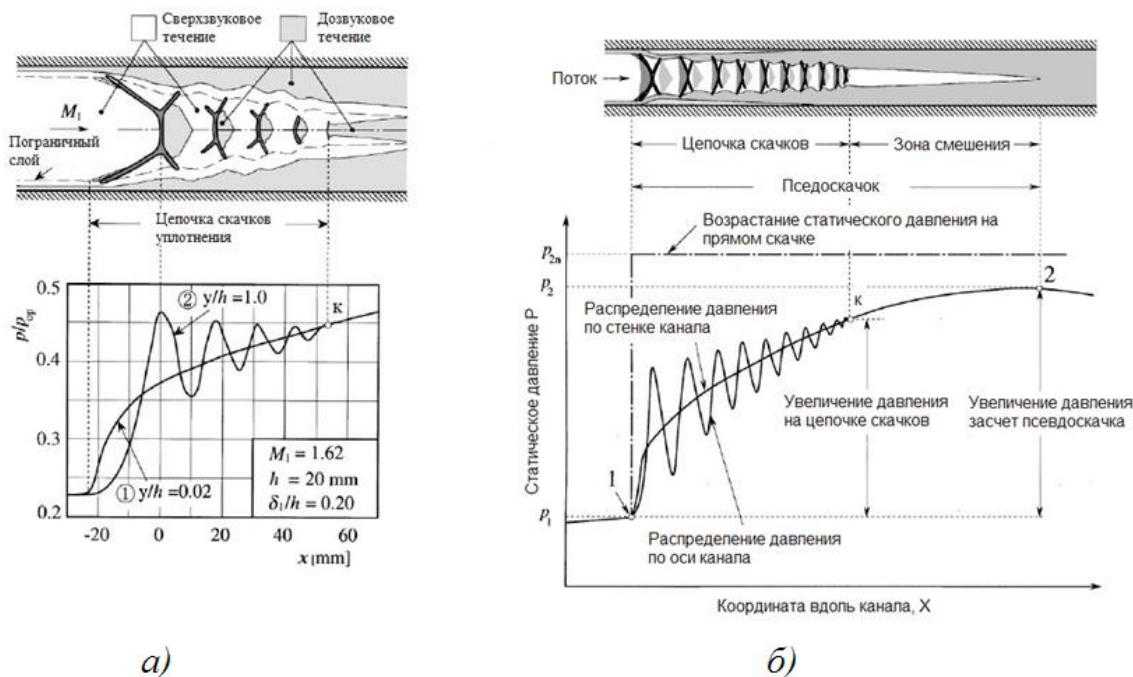 Сверхзвуковое
течение
Дозвуковое
течение
M₁
Пограничный
слой
Цепочка скачков
уплотнения
p/pор
0.5
0.4
0.3
0.2
② y/h=1.0
① y/h=0.02
M₁ = 1.62
h = 20 mm
δ₁/h = 0.20
к
-20 0 20 40 60
x [mm]
а)
Поток
Цепочка скачков
Зона смешения
Пседоскачок
Возрастание статического давления на
прямом скачке
p₂ₙ
p₂
p₁
2
к
1
Распределение давления
по стенке канала
Увеличение давления
на цепочке скачков
Увеличение давления
засчет псевдоскачка
Распределение давления
по оси канала
Статическое давление P
Координата вдоль канала, X
б)